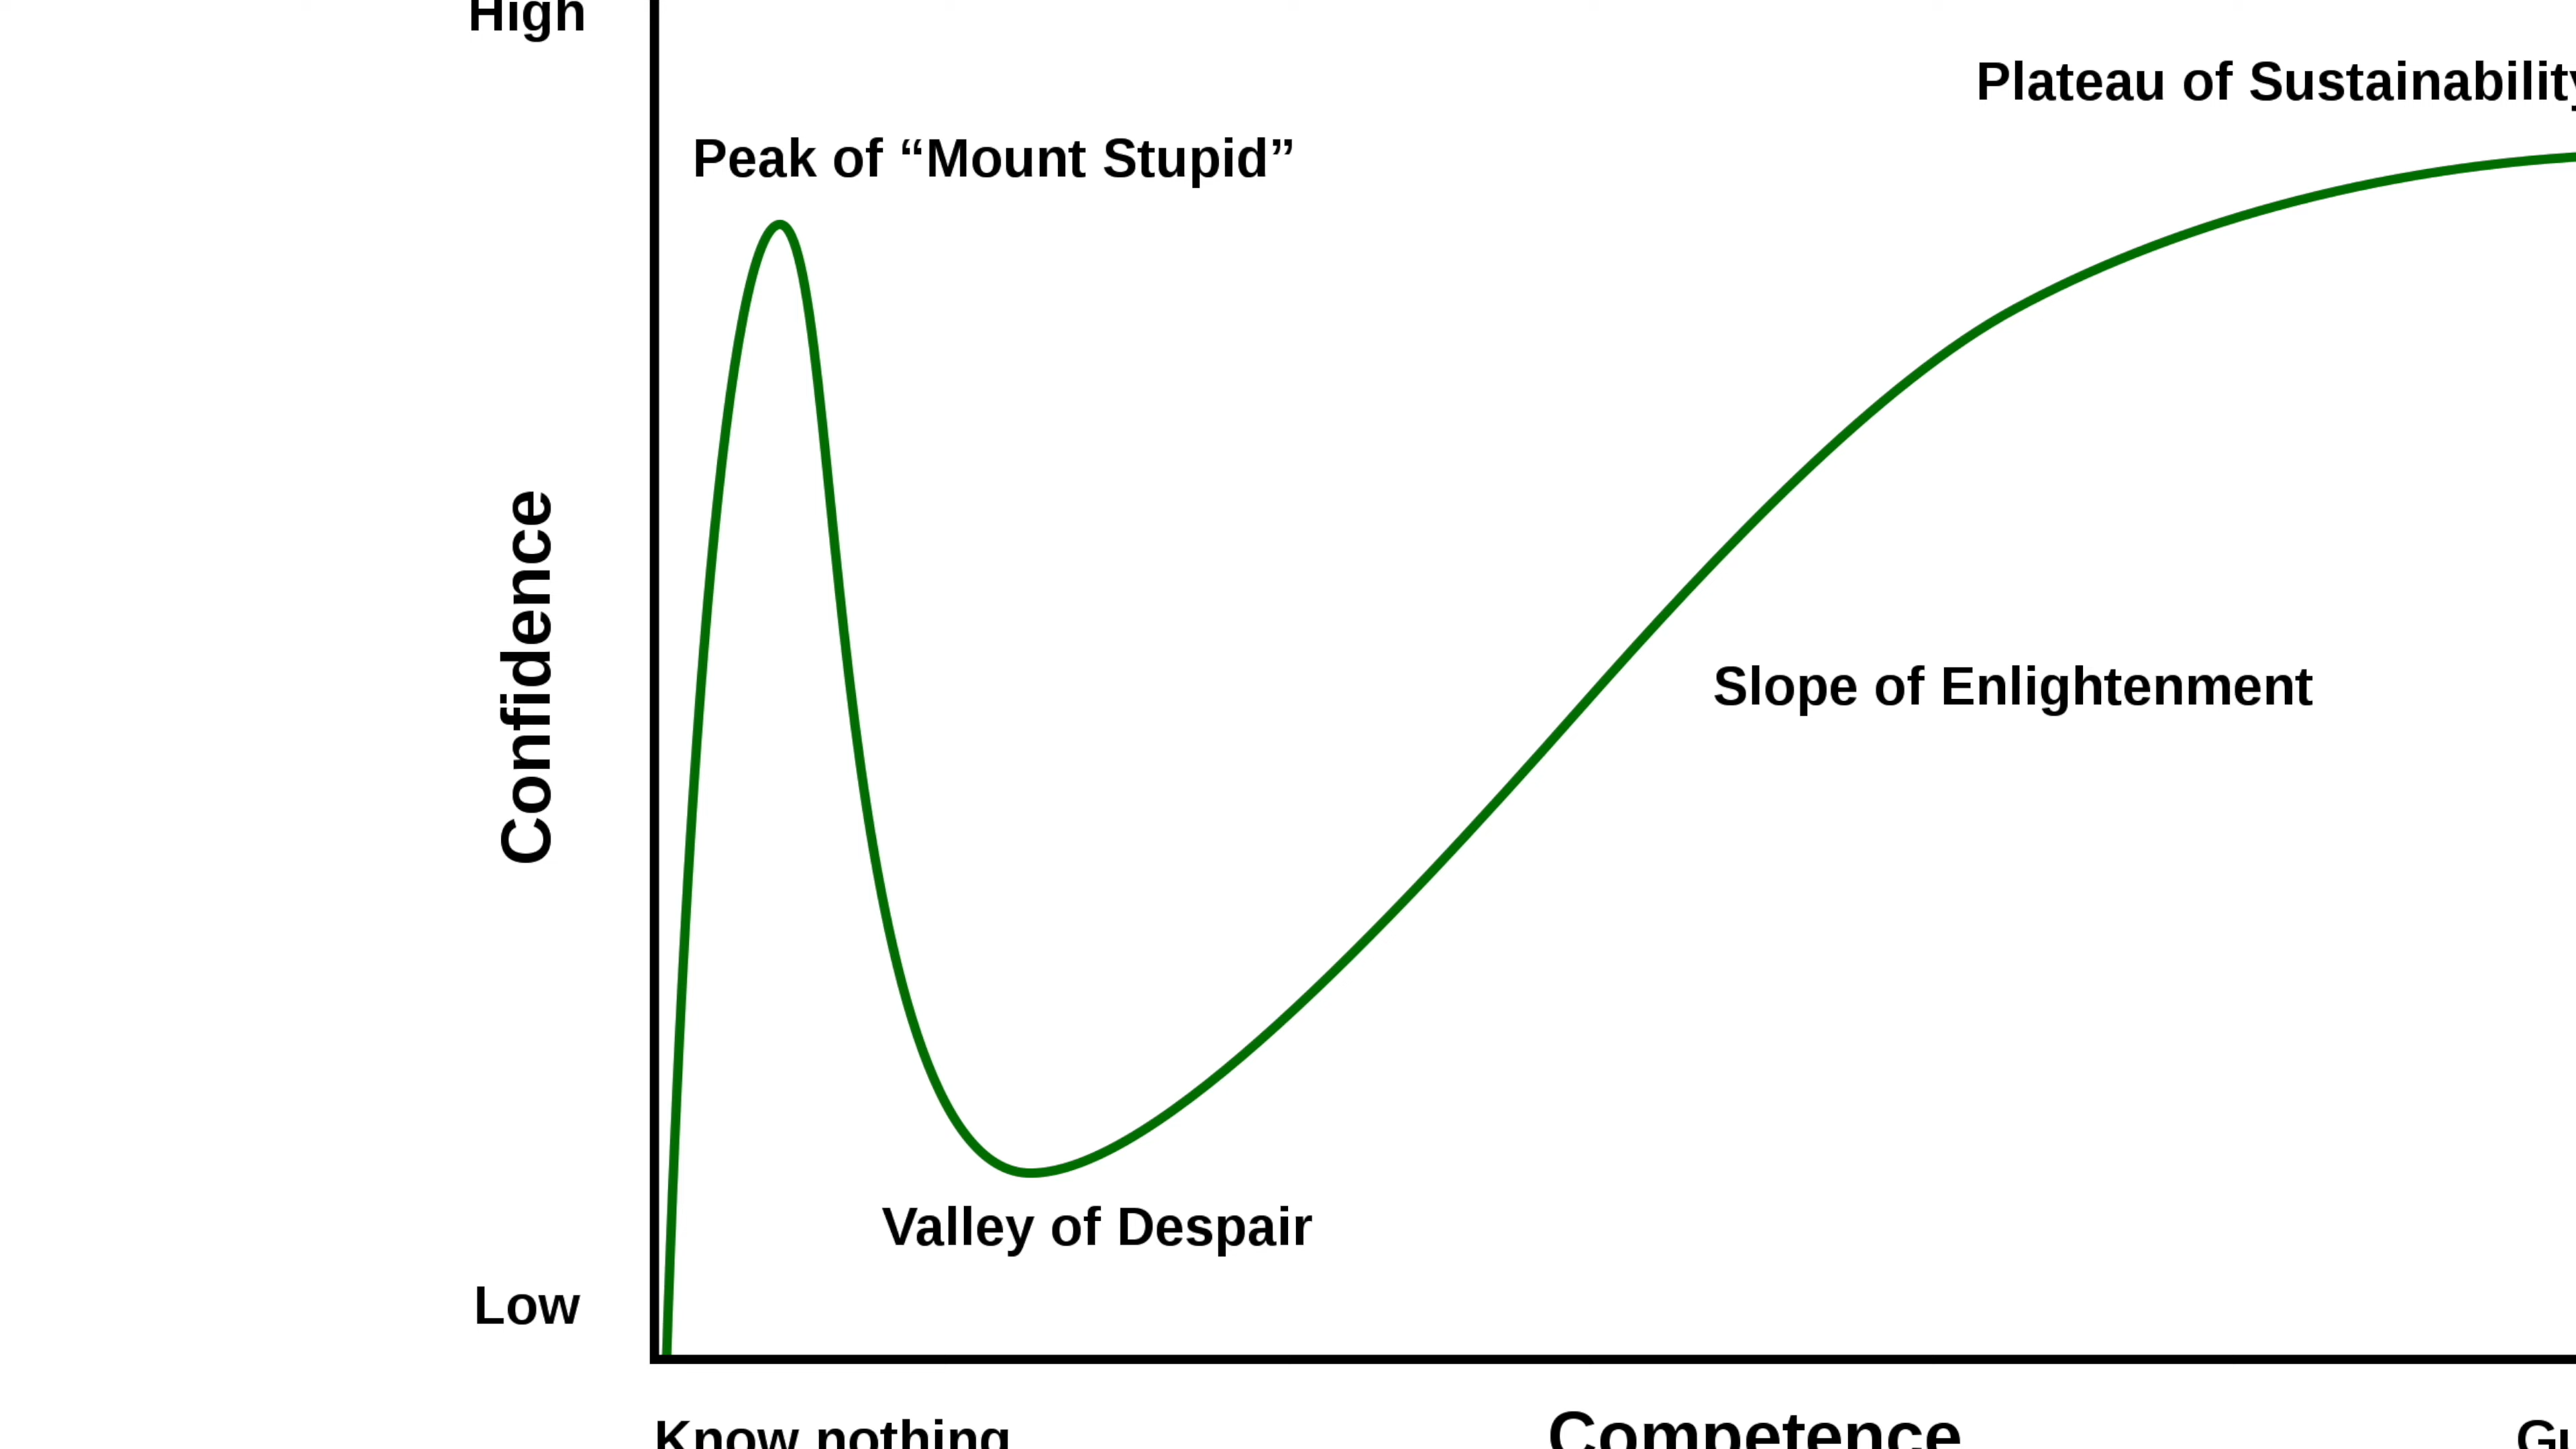 High
Plateau of Sustainability
Peak of “Mount Stupid”
Confidence
Slope of Enlightenment
Valley of Despair
Low
Know nothing
Competence